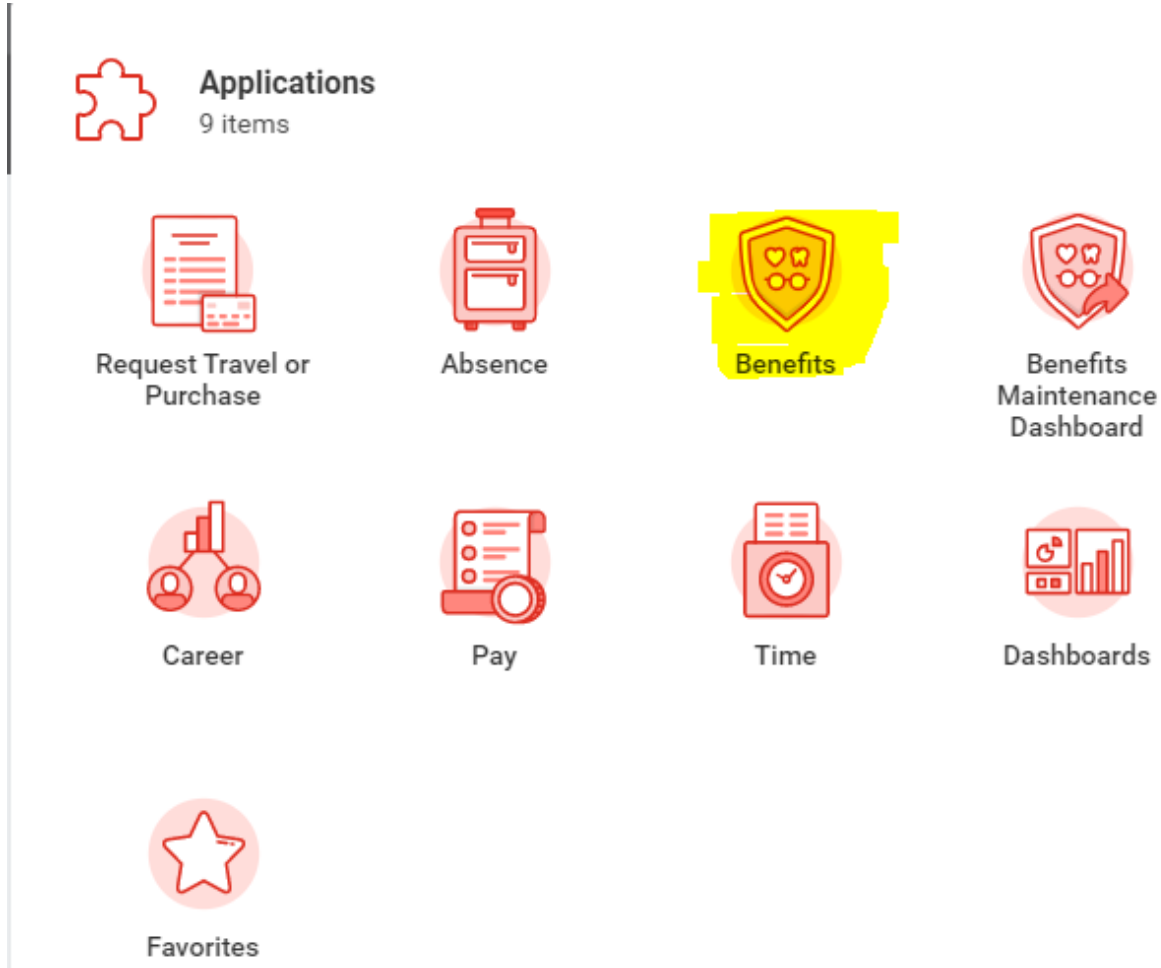 Applications
9 items
Request Travel or
Purchase
Absence
Benefits
Benefits
Maintenance
Dashboard
Career
Pay
Time
Dashboards
Favorites